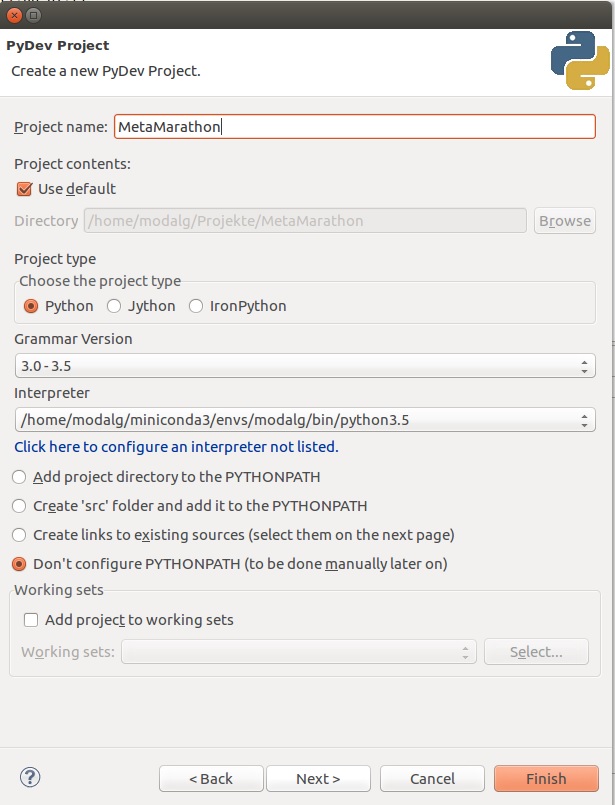 PyDev Project
Create a new PyDev Project.
Project name: MetaMarathon
Project contents:
Use default
Directory /home/modalg/Projekte/MetaMarathon Browse
Project type
Choose the project type
Python Jython IronPython
Grammar Version
3.0 - 3.5
Interpreter
/home/modalg/miniconda3/envs/modalg/bin/python3.5
Click here to configure an interpreter not listed.
Add project directory to the PYTHONPATH
Create 'src' folder and add it to the PYTHONPATH
Create links to existing sources (select them on the next page)
Don't configure PYTHONPATH (to be done manually later on)
Working sets
Add project to working sets
Working sets: Select...
? < Back Next > Cancel Finish